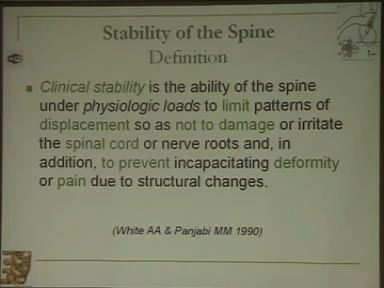 Stability of the Spine
Definition
Clinical stability is the ability of the spine
under physiologic loads to limit patterns of
displacement so as not to damage or irritate
the spinal cord or nerve roots and, in
addition, to prevent incapacitating deformity
or pain due to structural changes.
(White AA & Panjabi MM 1990)